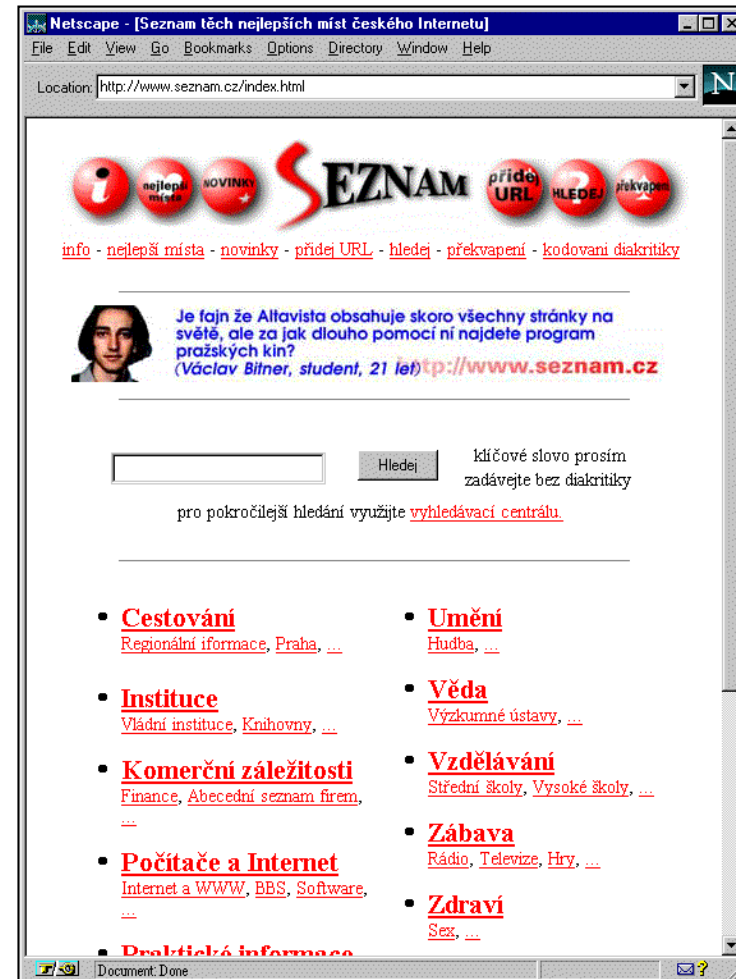 Netscape - [Seznam těch nejlepších míst českého Internetu]
File Edit View Go Bookmarks Options Directory Window Help
Location: http://www.seznam.cz/index.html
N
i
nejlepší místa
NOVINKY
SEZNAM
přidej URL
HLEDEJ
překvapení
info - nejlepší místa - novinky - přidej URL - hledej - překvapení - kodovani diakritiky
Je fajn že Altavista obsahuje skoro všechny stránky na
světě, ale za jak dlouho pomocí ní najdete program
pražských kin?
(Václav Bitner, student, 21 let)
http://www.seznam.cz
Hledej
klíčové slovo prosím
zadávejte bez diakritiky
pro pokročilejší hledání využijte vyhledávací centrálu.
Cestování
Regionální iformace, Praha, ...
Instituce
Vládní instituce, Knihovny, ...
Komerční záležitosti
Finance, Abecední seznam firem,
...
Počítače a Internet
Internet a WWW, BBS, Software,
...
Praktické informace
Umění
Hudba, ...
Věda
Výzkumné ústavy, ...
Vzdělávání
Střední školy, Vysoké školy, ...
Zábava
Rádio, Televize, Hry, ...
Zdraví
Sex, ...
Document: Done